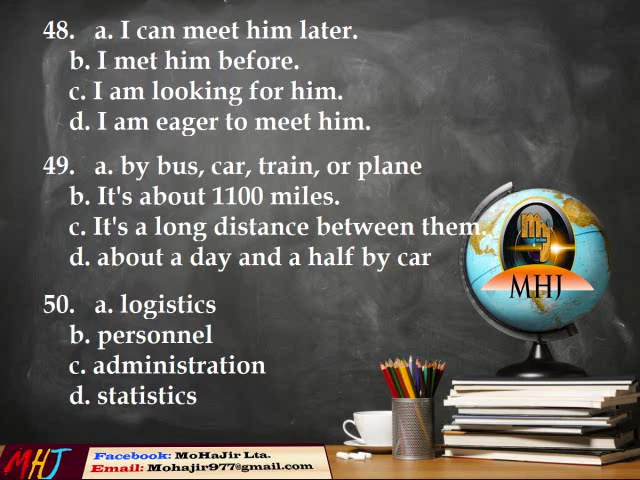 48. a. I can meet him later.
b. I met him before.
c. I am looking for him.
d. I am eager to meet him.
49. a. by bus, car, train, or plane
b. It's about 1100 miles.
c. It's a long distance between them.
d. about a day and a half by car
50. a. logistics
b. personnel
c. administration
d. statistics
MHJ
MHJ
Facebook: MoHaJir Lta.
Email: Mohajir977@gmail.com